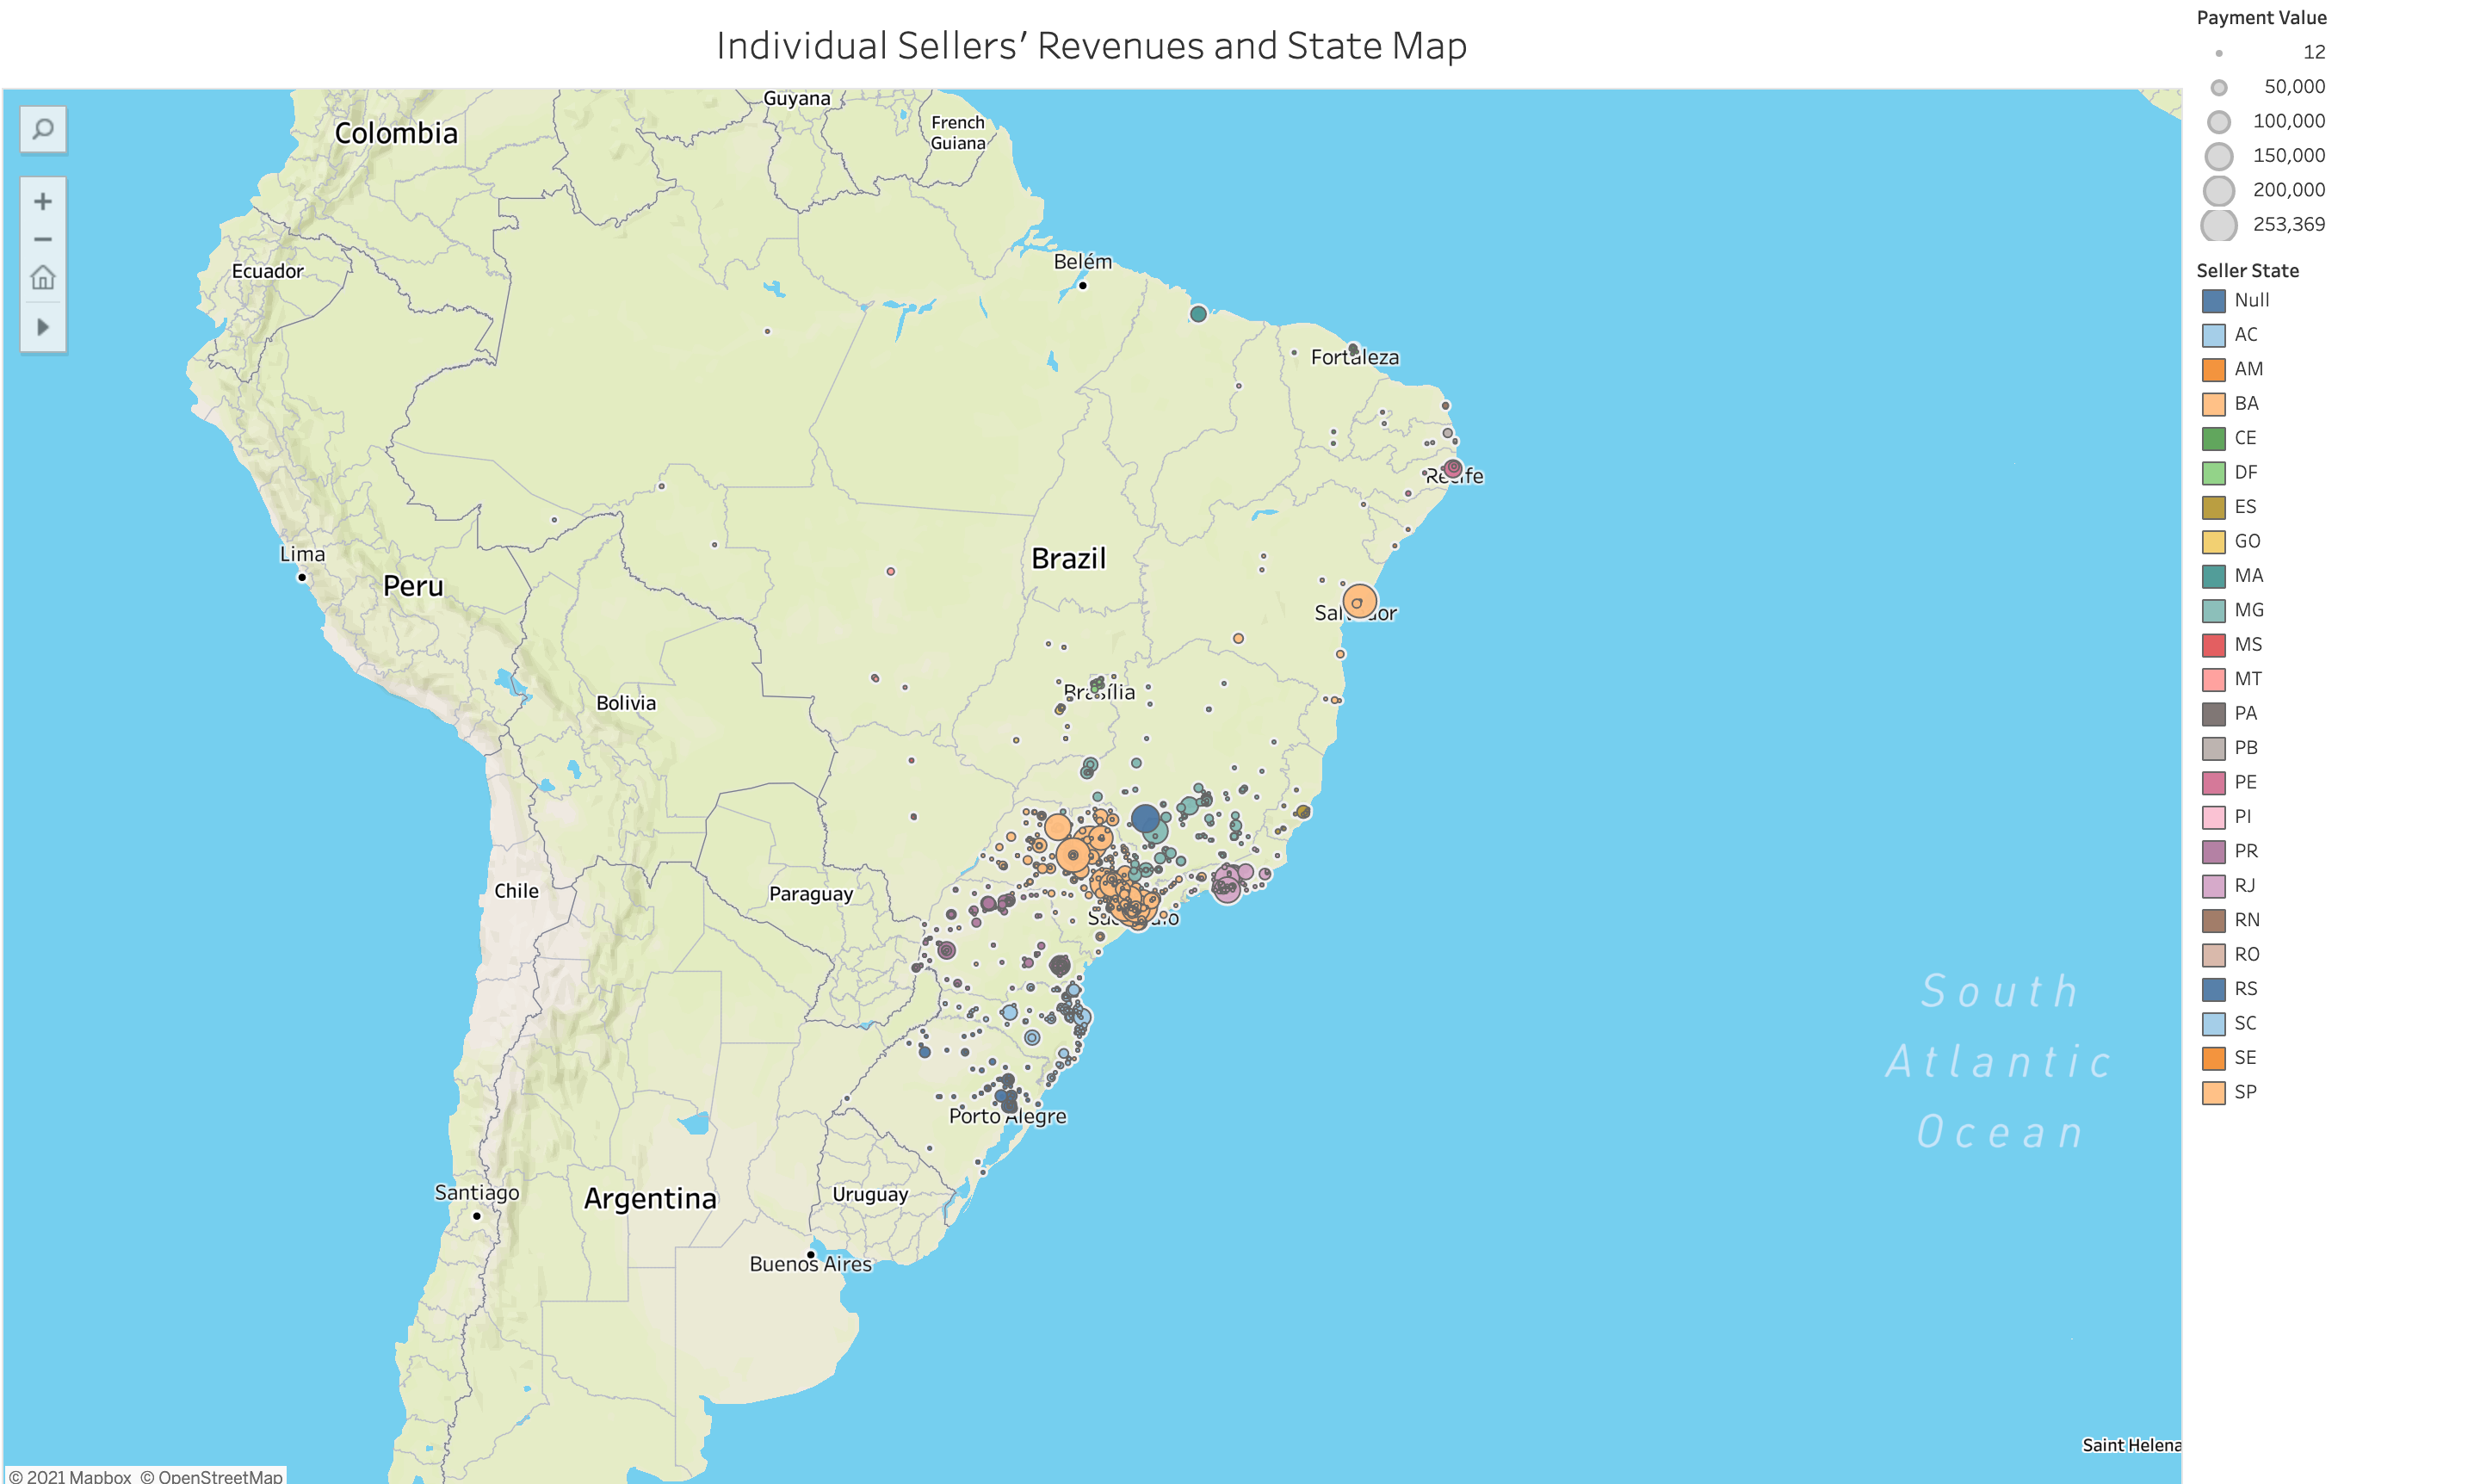 Individual Sellers' Revenues and State Map
Payment Value
12
50,000
100,000
150,000
200,000
253,369
Seller State
Null
AC
AM
BA
CE
DF
ES
GO
MA
MG
MS
MT
PA
PB
PE
PI
PR
RJ
RN
RO
RS
SC
SE
SP
Guyana
Colombia
French
Guiana
Belém
Ecuador
Fortaleza
Recife
Lima
Brazil
Peru
Salvador
Brasília
Bolivia
Chile
Paraguay
São Paulo
South
Atlantic
Ocean
Porto Alegre
Santiago
Argentina
Uruguay
Buenos Aires
Saint Helena
© 2021 Mapbox © OpenStreetMap